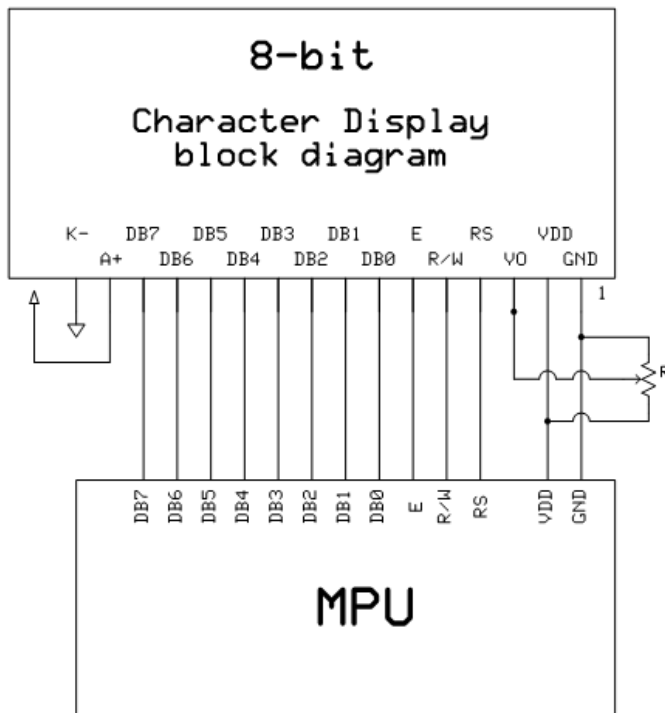 8-bit
Character Display
block diagram
K- DB7 DB5 DB3 DB1 E RS VDD
A+ DB6 DB4 DB2 DB0 R/W VO GND
1
R
DB7 DB6 DB5 DB4 DB3 DB2 DB1 DB0 E R/W RS VDD GND
MPU